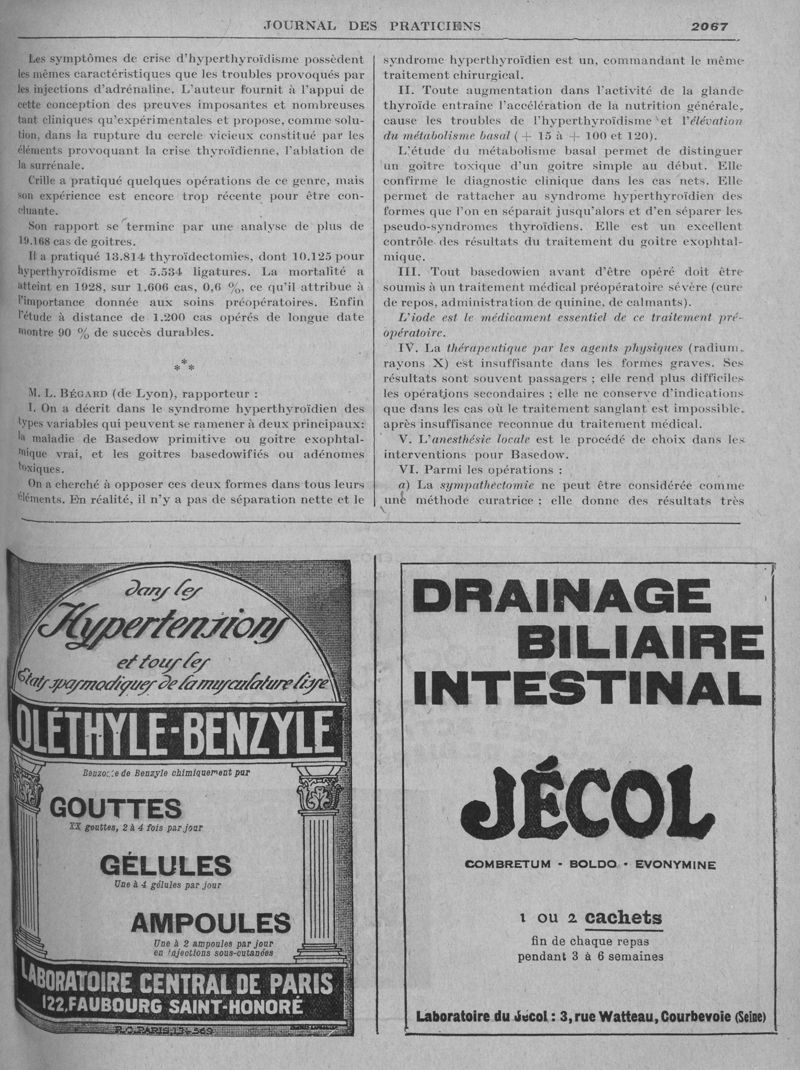 JOURNAL DES PRATICIENS
2067
Les symptômes de crise d'hyperthyroïdisme possèdent
les mêmes caractéristiques que les troubles provoqués par
les injections d'adrénaline. L'auteur fournit à l'appui de
cette conception des preuves imposantes et nombreuses
tant cliniques qu'expérimentales et propose, comme solu-
tion, dans la rupture du cercle vicieux constitué par les
éléments provoquant la crise thyroïdienne, l'ablation de
la surrénale.
Crille a pratiqué quelques opérations de ce genre, mais
son expérience est encore trop récente pour être con-
cluante.
Son rapport se termine par une analyse de plus de
19.168 cas de goitres.
Il a pratiqué 13.814 thyroïdectomies, dont 10.125 pour
hyperthyroïdisme et 5.534 ligatures. La mortalité a
atteint en 1928, sur 1.606 cas, 0,6 %, ce qu'il attribue à
l'importance donnée aux soins préopératoires. Enfin
l'étude à distance de 1.200 cas opérés de longue date
montre 90 % de succès durables.
* * *
M. L. BÉGARD (de Lyon), rapporteur :
I. On a décrit dans le syndrome hyperthyroïdien des
types variables qui peuvent se ramener à deux principaux:
la maladie de Basedow primitive ou goitre exophtal-
mique vrai, et les goitres basedowifiés ou adénomes
toxiques.
On a cherché à opposer ces deux formes dans tous leurs
éléments. En réalité, il n'y a pas de séparation nette et le
syndrome hyperthyroïdien est un, commandant le même
traitement chirurgical.
II. Toute augmentation dans l'activité de la glande
thyroïde entraine l'accélération de la nutrition générale,
cause les troubles de l'hyperthyroïdisme et l'élévation
du métabolisme basal (+ 15 à + 100 et 120).
L'étude du métabolisme basal permet de distinguer
un goitre toxique d'un goitre simple au début. Elle
confirme le diagnostic clinique dans les cas nets. Elle
permet de rattacher au syndrome hyperthyroïdien des
formes que l'on en séparait jusqu'alors et d'en séparer les
pseudo-syndromes thyroïdiens. Elle est un excellent
contrôle des résultats du traitement du goitre exophtal-
mique.
III. Tout basedowien avant d'être opéré doit être
soumis à un traitement médical préopératoire sévère (cure
de repos, administration de quinine, de calmants).
L'iode est le médicament essentiel de ce traitement pré-
opératoire.
IV. La thérapeutique par les agents physiques (radium,
rayons X) est insuffisante dans les formes graves. Ses
résultats sont souvent passagers ; elle rend plus difficiles
les opérations secondaires ; elle ne conserve d'indications
que dans les cas où le traitement sanglant est impossible,
après insuffisance reconnue du traitement médical.
V. L'anesthésie locale est le procédé de choix dans les
interventions pour Basedow.
VI. Parmi les opérations :
a) La sympathectomie ne peut être considérée comme
une méthode curatrice ; elle donne des résultats très
dans les
Hypertensions
et tous les
États spasmodiques de la musculature lisse
OLÉTHYLE-BENZYLE
Benzoate de Benzyle chimiquement pur
GOUTTES
XX gouttes, 2 à 4 fois par jour
GÉLULES
Une à 4 gélules par jour
AMPOULES
Une à 2 ampoules par jour
en injections sous-cutanées
LABORATOIRE CENTRAL DE PARIS
122, FAUBOURG SAINT-HONORÉ
DRAINAGE
BILIAIRE
INTESTINAL
JÉCOL
COMBRETUM - BOLDO - EVONYMINE
1 ou 2 cachets
fin de chaque repas
pendant 3 à 6 semaines
Laboratoire du Jécol : 3, rue Watteau, Courbevoie (Seine)